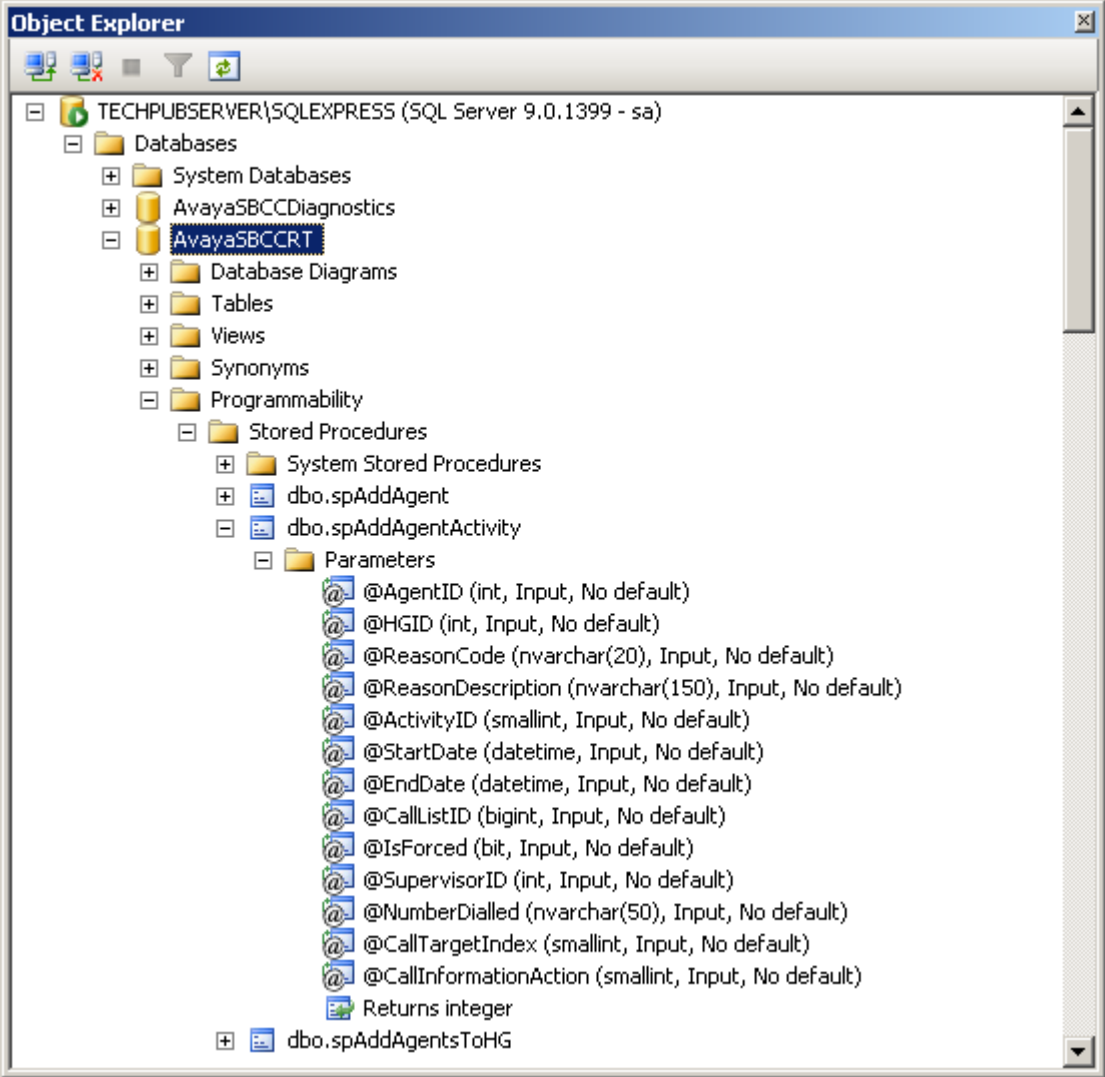 Object Explorer
TECHPUBSERVER\SQLEXPRESS (SQL Server 9.0.1399 - sa)
Databases
System Databases
AvayaSBCCDiagnostics
AvayaSBCCRT
Database Diagrams
Tables
Views
Synonyms
Programmability
Stored Procedures
System Stored Procedures
dbo.spAddAgent
dbo.spAddAgentActivity
Parameters
@AgentID (int, Input, No default)
@HGID (int, Input, No default)
@ReasonCode (nvarchar(20), Input, No default)
@ReasonDescription (nvarchar(150), Input, No default)
@ActivityID (smallint, Input, No default)
@StartDate (datetime, Input, No default)
@EndDate (datetime, Input, No default)
@CallListID (bigint, Input, No default)
@IsForced (bit, Input, No default)
@SupervisorID (int, Input, No default)
@NumberDialled (nvarchar(50), Input, No default)
@CallTargetIndex (smallint, Input, No default)
@CallInformationAction (smallint, Input, No default)
Returns integer
dbo.spAddAgentsToHG